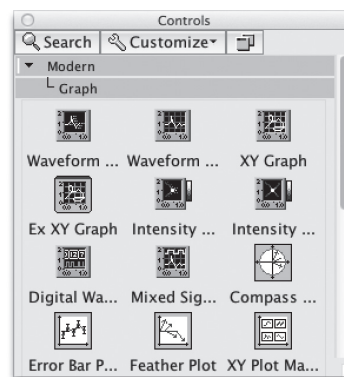 Controls
Search Customize
Modern
Graph
Waveform ... Waveform ... XY Graph
Ex XY Graph Intensity ... Intensity ...
Digital Wa... Mixed Sig... Compass ...
Error Bar P... Feather Plot XY Plot Ma...